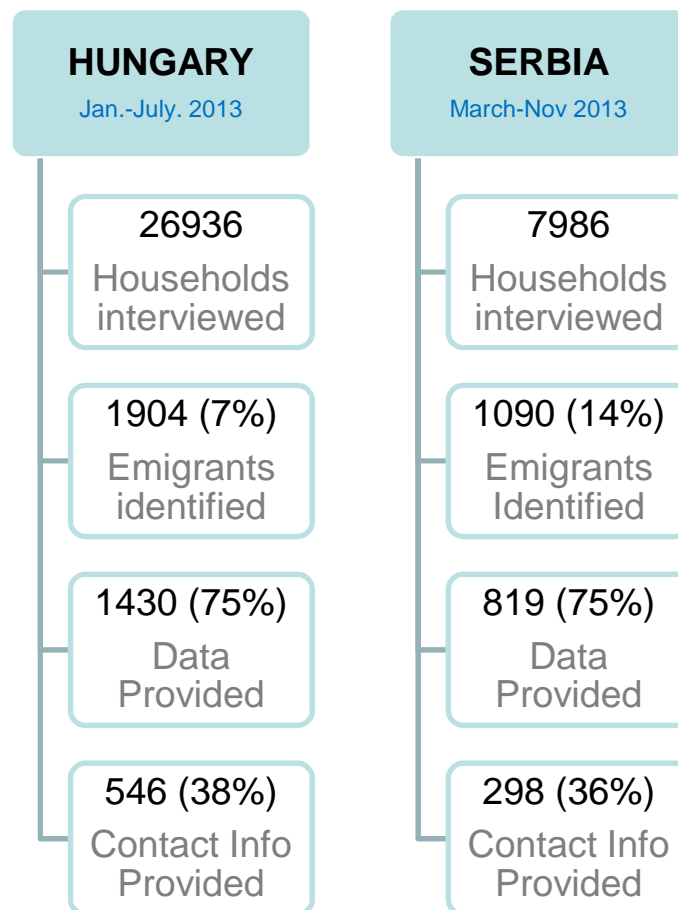 HUNGARY
Jan.-July. 2013
26936
Households
interviewed
1904 (7%)
Emigrants
identified
1430 (75%)
Data
Provided
546 (38%)
Contact Info
Provided
SERBIA
March-Nov 2013
7986
Households
interviewed
1090 (14%)
Emigrants
Identified
819 (75%)
Data
Provided
298 (36%)
Contact Info
Provided